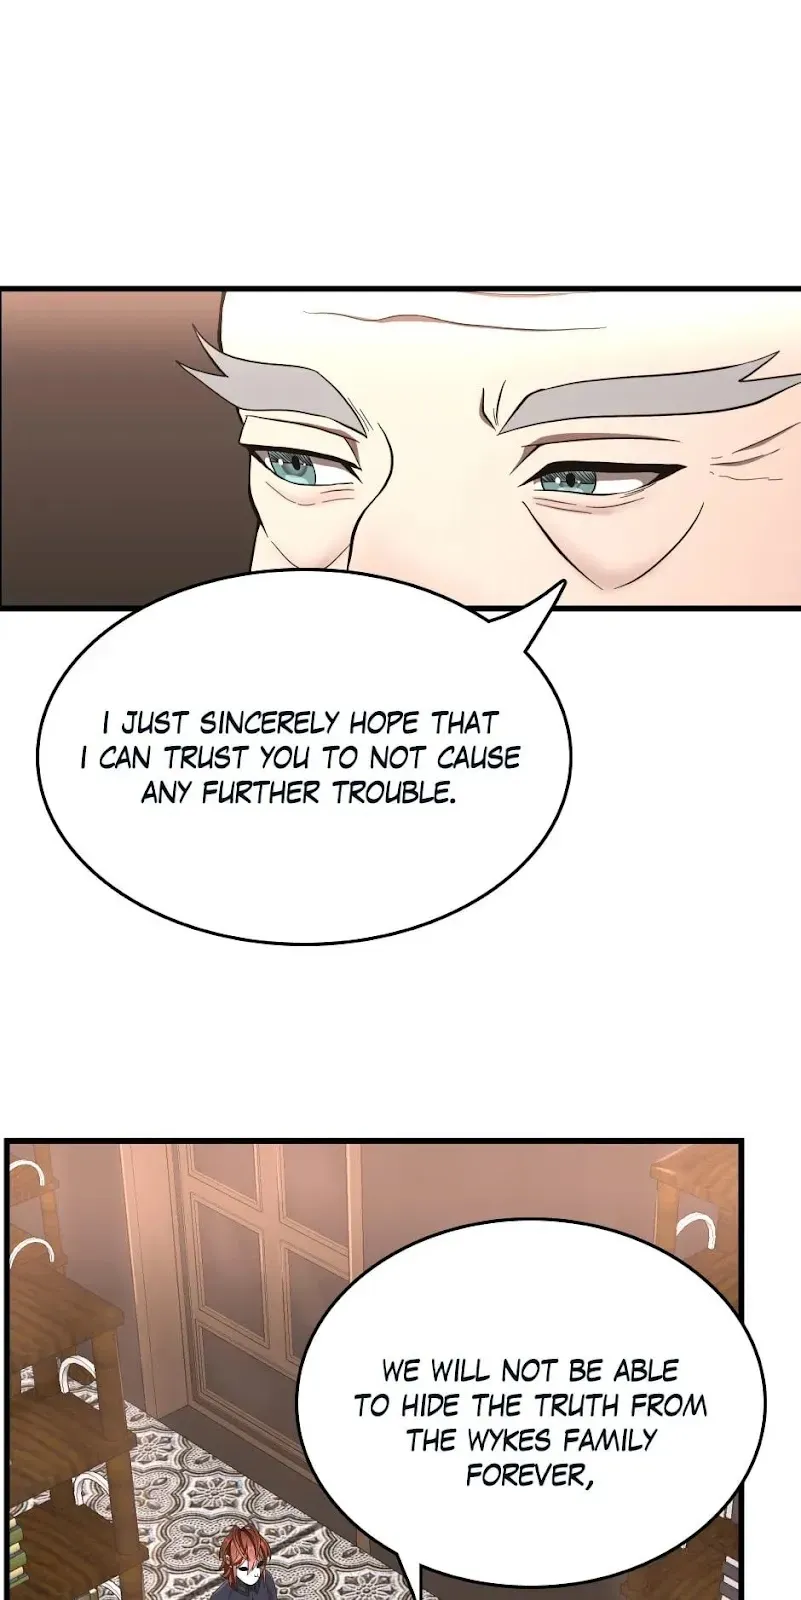 I JUST SINCERELY HOPE THAT
I CAN TRUST YOU TO NOT CAUSE
ANY FURTHER TROUBLE.
WE WILL NOT BE ABLE
TO HIDE THE TRUTH FROM
THE WYKES FAMILY
FOREVER,